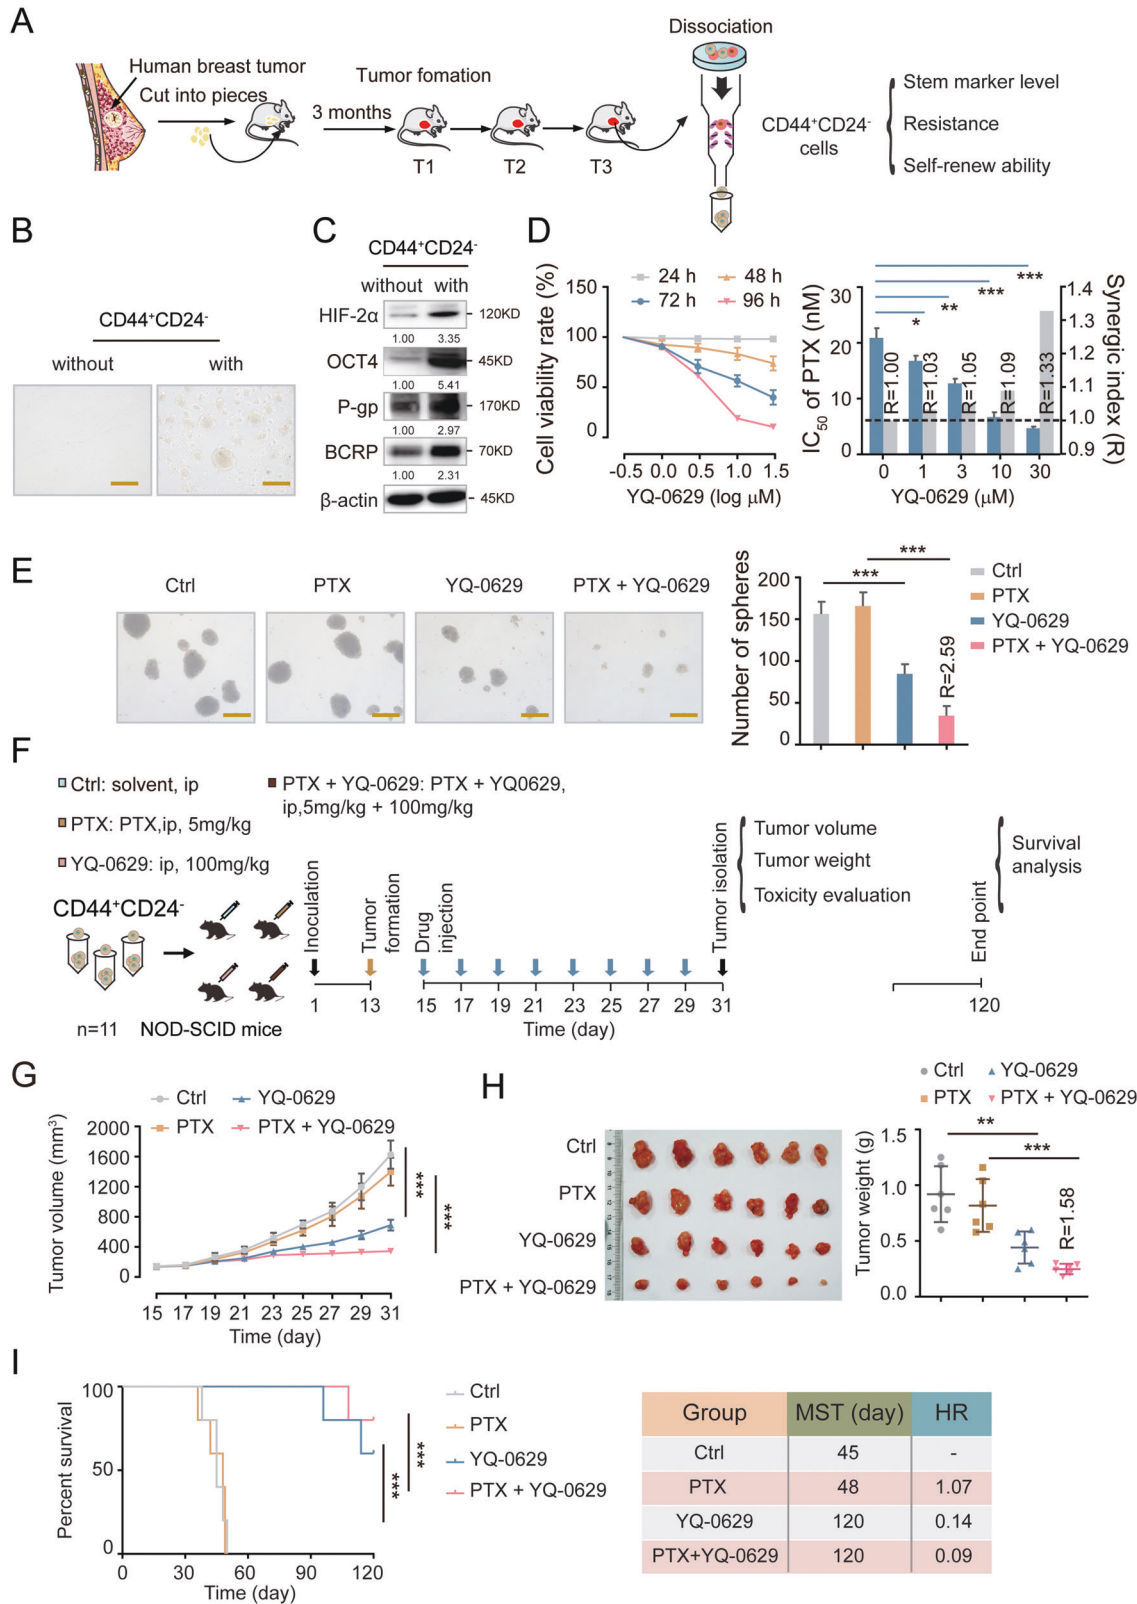 A
Dissociation
Human breast tumor
Cut into pieces
Tumor fomation
3 months
T1
T2
T3
CD44+CD24-
cells
Stem marker level
Resistance
Self-renew ability
B
CD44+CD24-
without
with
C
CD44+CD24-
without with
HIF-2α
120KD
1.00 3.35
OCT4
45KD
1.00 5.41
P-gp
170KD
1.00 2.97
BCRP
70KD
1.00 2.31
β-actin
45KD
D
Cell viability rate (%)
24 h
48 h
72 h
96 h
100
50
0
-0.5 0.0 0.5 1.0 1.5
YQ-0629 (log μM)
IC50 of PTX (nM)
30
20
10
0
*
**
***
***
R=1.00
R=1.03
R=1.05
R=1.09
R=1.33
0 1 3 10 30
YQ-0629 (μM)
1.4
1.3
1.2
1.1
1.0
0.9
Synergic index (R)
E
Ctrl
PTX
YQ-0629
PTX + YQ-0629
Number of spheres
200
150
100
50
0
***
***
R=2.59
Ctrl
PTX
YQ-0629
PTX + YQ-0629
F
Ctrl: solvent, ip
PTX: PTX,ip, 5mg/kg
YQ-0629: ip, 100mg/kg
PTX + YQ-0629: PTX + YQ0629,
ip,5mg/kg + 100mg/kg
CD44+CD24-
n=11
NOD-SCID mice
Inoculation
Tumor
formation
Drug
injection
Tumor isolation
End point
1 13 15 17 19 21 23 25 27 29 31 120
Time (day)
Tumor volume
Tumor weight
Toxicity evaluation
Survival
analysis
G
Ctrl
YQ-0629
PTX
PTX + YQ-0629
Tumor volume (mm3)
2000
1600
1200
800
400
0
15 17 19 21 23 25 27 29 31
Time (day)
***
***
H
Ctrl
PTX
YQ-0629
PTX + YQ-0629
Ctrl
YQ-0629
PTX
PTX + YQ-0629
Tumor weight (g)
1.5
1.0
0.5
0.0
**
***
R=1.58
I
Percent survival
100
50
0
0 30 60 90 120
Time (day)
Ctrl
PTX
YQ-0629
PTX + YQ-0629
***
***
Group MST (day) HR
Ctrl 45 -
PTX 48 1.07
YQ-0629 120 0.14
PTX+YQ-0629 120 0.09